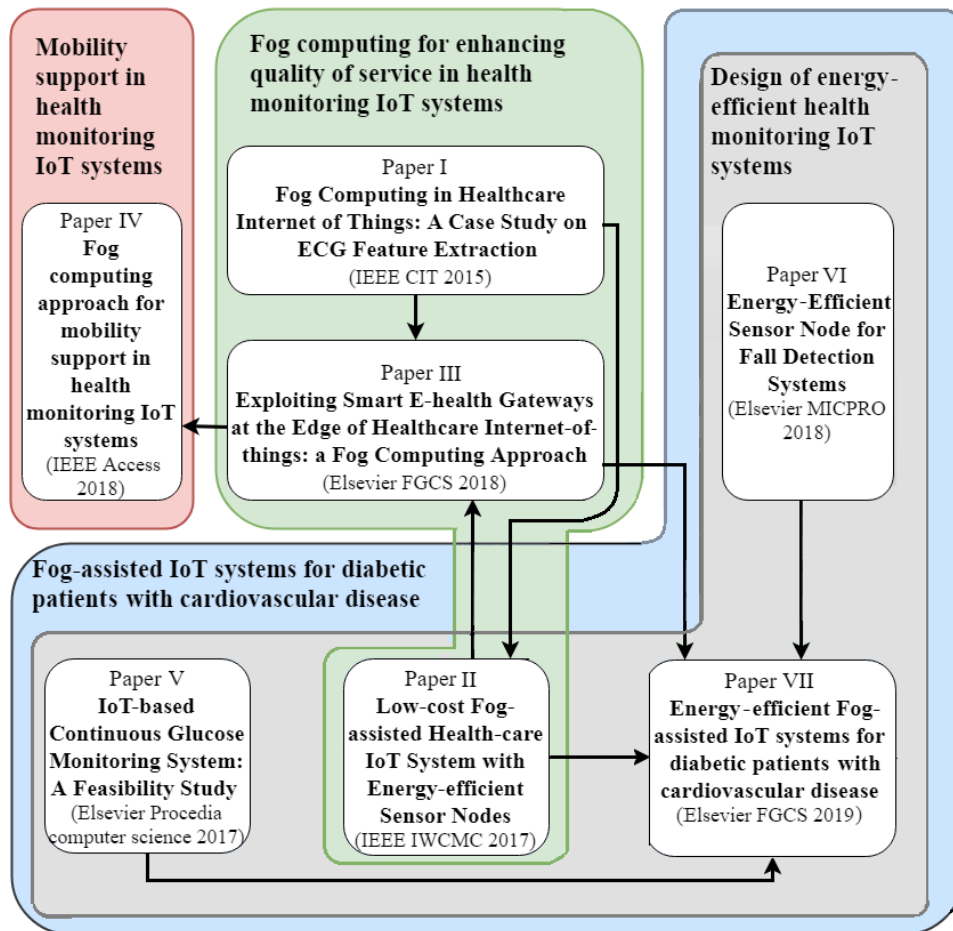 Mobility
support in
health
monitoring
IoT systems
Paper IV
Fog
computing
approach for
mobility
support in
health
monitoring IoT
systems
(IEEE Access
2018)
Fog computing for enhancing
quality of service in health
monitoring IoT systems
Paper I
Fog Computing in Healthcare
Internet of Things: A Case Study on
ECG Feature Extraction
(IEEE CIT 2015)
Paper III
Exploiting Smart E-health Gateways
at the Edge of Healthcare Internet-of-
things: a Fog Computing Approach
(Elsevier FGCS 2018)
Design of energy-
efficient health
monitoring IoT
systems
Paper VI
Energy-Efficient
Sensor Node for
Fall Detection
Systems
(Elsevier MICPRO
2018)
Fog-assisted IoT systems for diabetic
patients with cardiovascular disease
Paper V
IoT-based
Continuous Glucose
Monitoring System:
A Feasibility Study
(Elsevier Procedia
computer science 2017)
Paper II
Low-cost Fog-
assisted Health-care
IoT System with
Energy-efficient
Sensor Nodes
(IEEE IWCMC 2017)
Paper VII
Energy-efficient Fog-
assisted IoT systems for
diabetic patients with
cardiovascular disease
(Elsevier FGCS 2019)